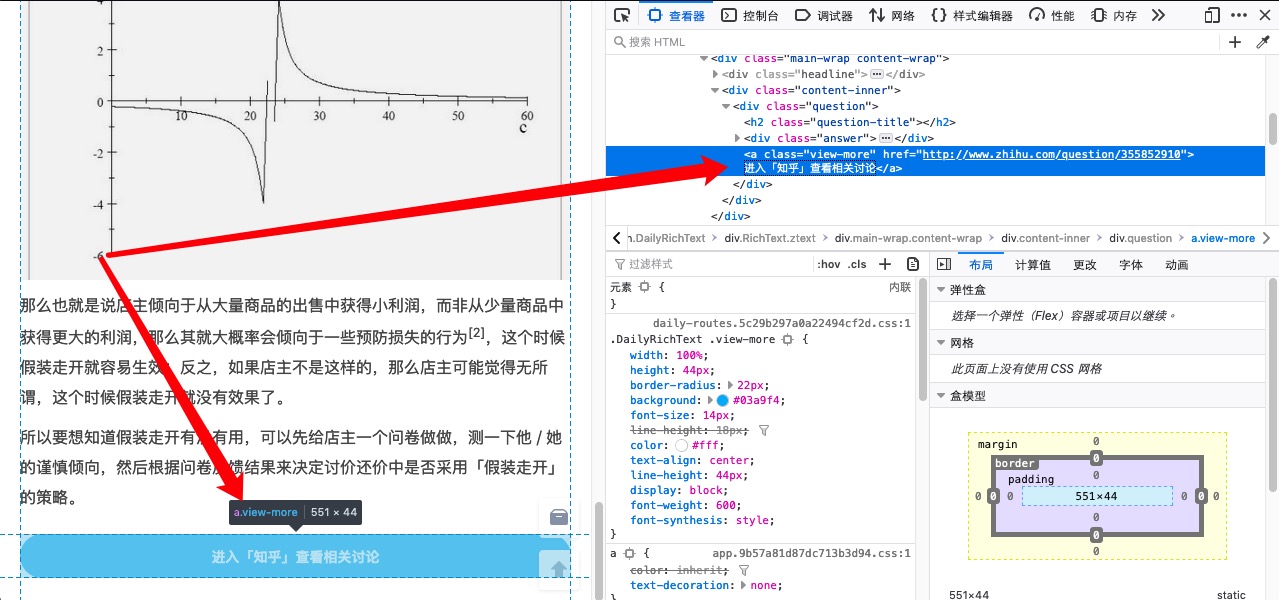 4
2
0
10
20
30
40
50
60
c
-2
-4
-6
那么也就是说店主倾向于从大量商品的出售中获得小利润，而非从少量商品中
获得更大的利润，那么其就大概率会倾向于一些预防损失的行为[2]，这个时候
假装走开就容易生效，反之，如果店主不是这样的，那么店主可能觉得无所
谓，这个时候假装走开就没有效果了。
所以要想知道假装走开有没有用，可以先给店主一个问卷做做，测一下他 / 她
的谨慎倾向，然后根据问卷反馈结果来决定讨价还价中是否采用「假装走开」
的策略。
a.view-more 551 × 44
进入「知乎」查看相关讨论
查看器 控制台 调试器 网络 样式编辑器 性能 内存
搜索 HTML
<div class="main-wrap content-wrap">
<div class="headline"> </div>
<div class="content-inner">
<div class="question">
<h2 class="question-title"></h2>
<div class="answer"> </div>
<a class="view-more" href="http://www.zhihu.com/question/355852910">
进入「知乎」查看相关讨论</a>
</div>
</div>
</div>
n.DailyRichText div.RichText.ztext div.main-wrap.content-wrap div.content-inner div.question a.view-more
过滤样式 :hov .cls
元素 { 内联
}
daily-routes.5c29b297a0a22494cf2d.css:1
.DailyRichText .view-more {
width: 100%;
height: 44px;
border-radius: 22px;
background: #03a9f4;
font-size: 14px;
line-height: 18px;
color: #fff;
text-align: center;
line-height: 44px;
display: block;
font-weight: 600;
font-synthesis: style;
}
a { app.9b57a81d87dc713b3d94.css:1
color: inherit;
text-decoration: none;
}
布局 计算值 更改 字体 动画
弹性盒
选择一个弹性（Flex）容器或项目以继续。
网格
此页面上没有使用 CSS 网格
盒模型
margin 0
border 0
padding 0
0 0 0 551×44 0 0 0
0
0
0
551×44 static